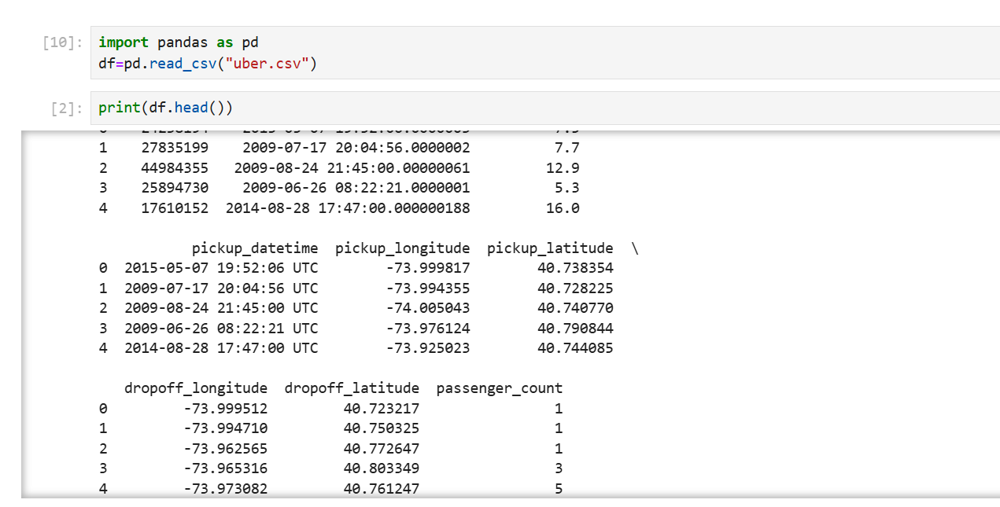 [10]: import pandas as pd
df=pd.read_csv("uber.csv")
[2]: print(df.head())
1 27835199 2009-07-17 20:04:56.0000002 7.7
2 44984355 2009-08-24 21:45:00.00000061 12.9
3 25894730 2009-06-26 08:22:21.0000001 5.3
4 17610152 2014-08-28 17:47:00.000000188 16.0
pickup_datetime pickup_longitude pickup_latitude \
0 2015-05-07 19:52:06 UTC -73.999817 40.738354
1 2009-07-17 20:04:56 UTC -73.994355 40.728225
2 2009-08-24 21:45:00 UTC -74.005043 40.740770
3 2009-06-26 08:22:21 UTC -73.976124 40.790844
4 2014-08-28 17:47:00 UTC -73.925023 40.744085
dropoff_longitude dropoff_latitude passenger_count
0 -73.999512 40.723217 1
1 -73.994710 40.750325 1
2 -73.962565 40.772647 1
3 -73.965316 40.803349 3
4 -73.973082 40.761247 5